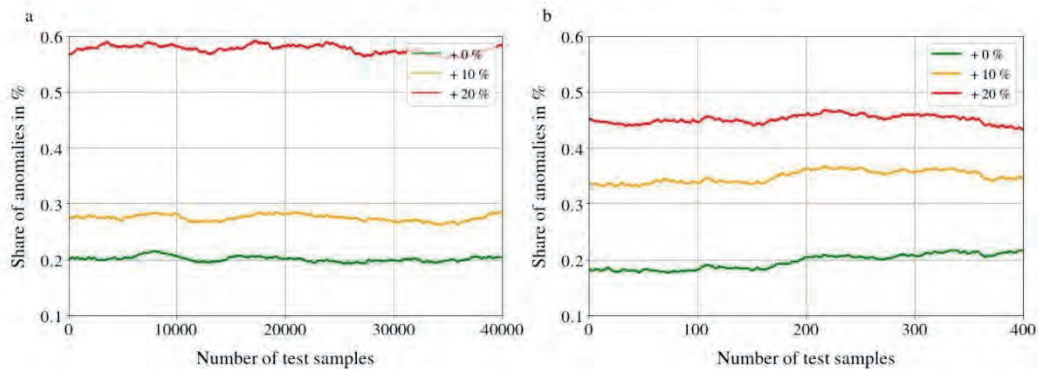 a
0.6
0.5
0.4
0.3
0.2
0.1
Share of anomalies in %
0
10000
20000
30000
40000
Number of test samples
+ 0 %
+ 10 %
+ 20 %
b
0.6
0.5
0.4
0.3
0.2
0.1
Share of anomalies in %
0
100
200
300
400
Number of test samples
+ 0 %
+ 10 %
+ 20 %